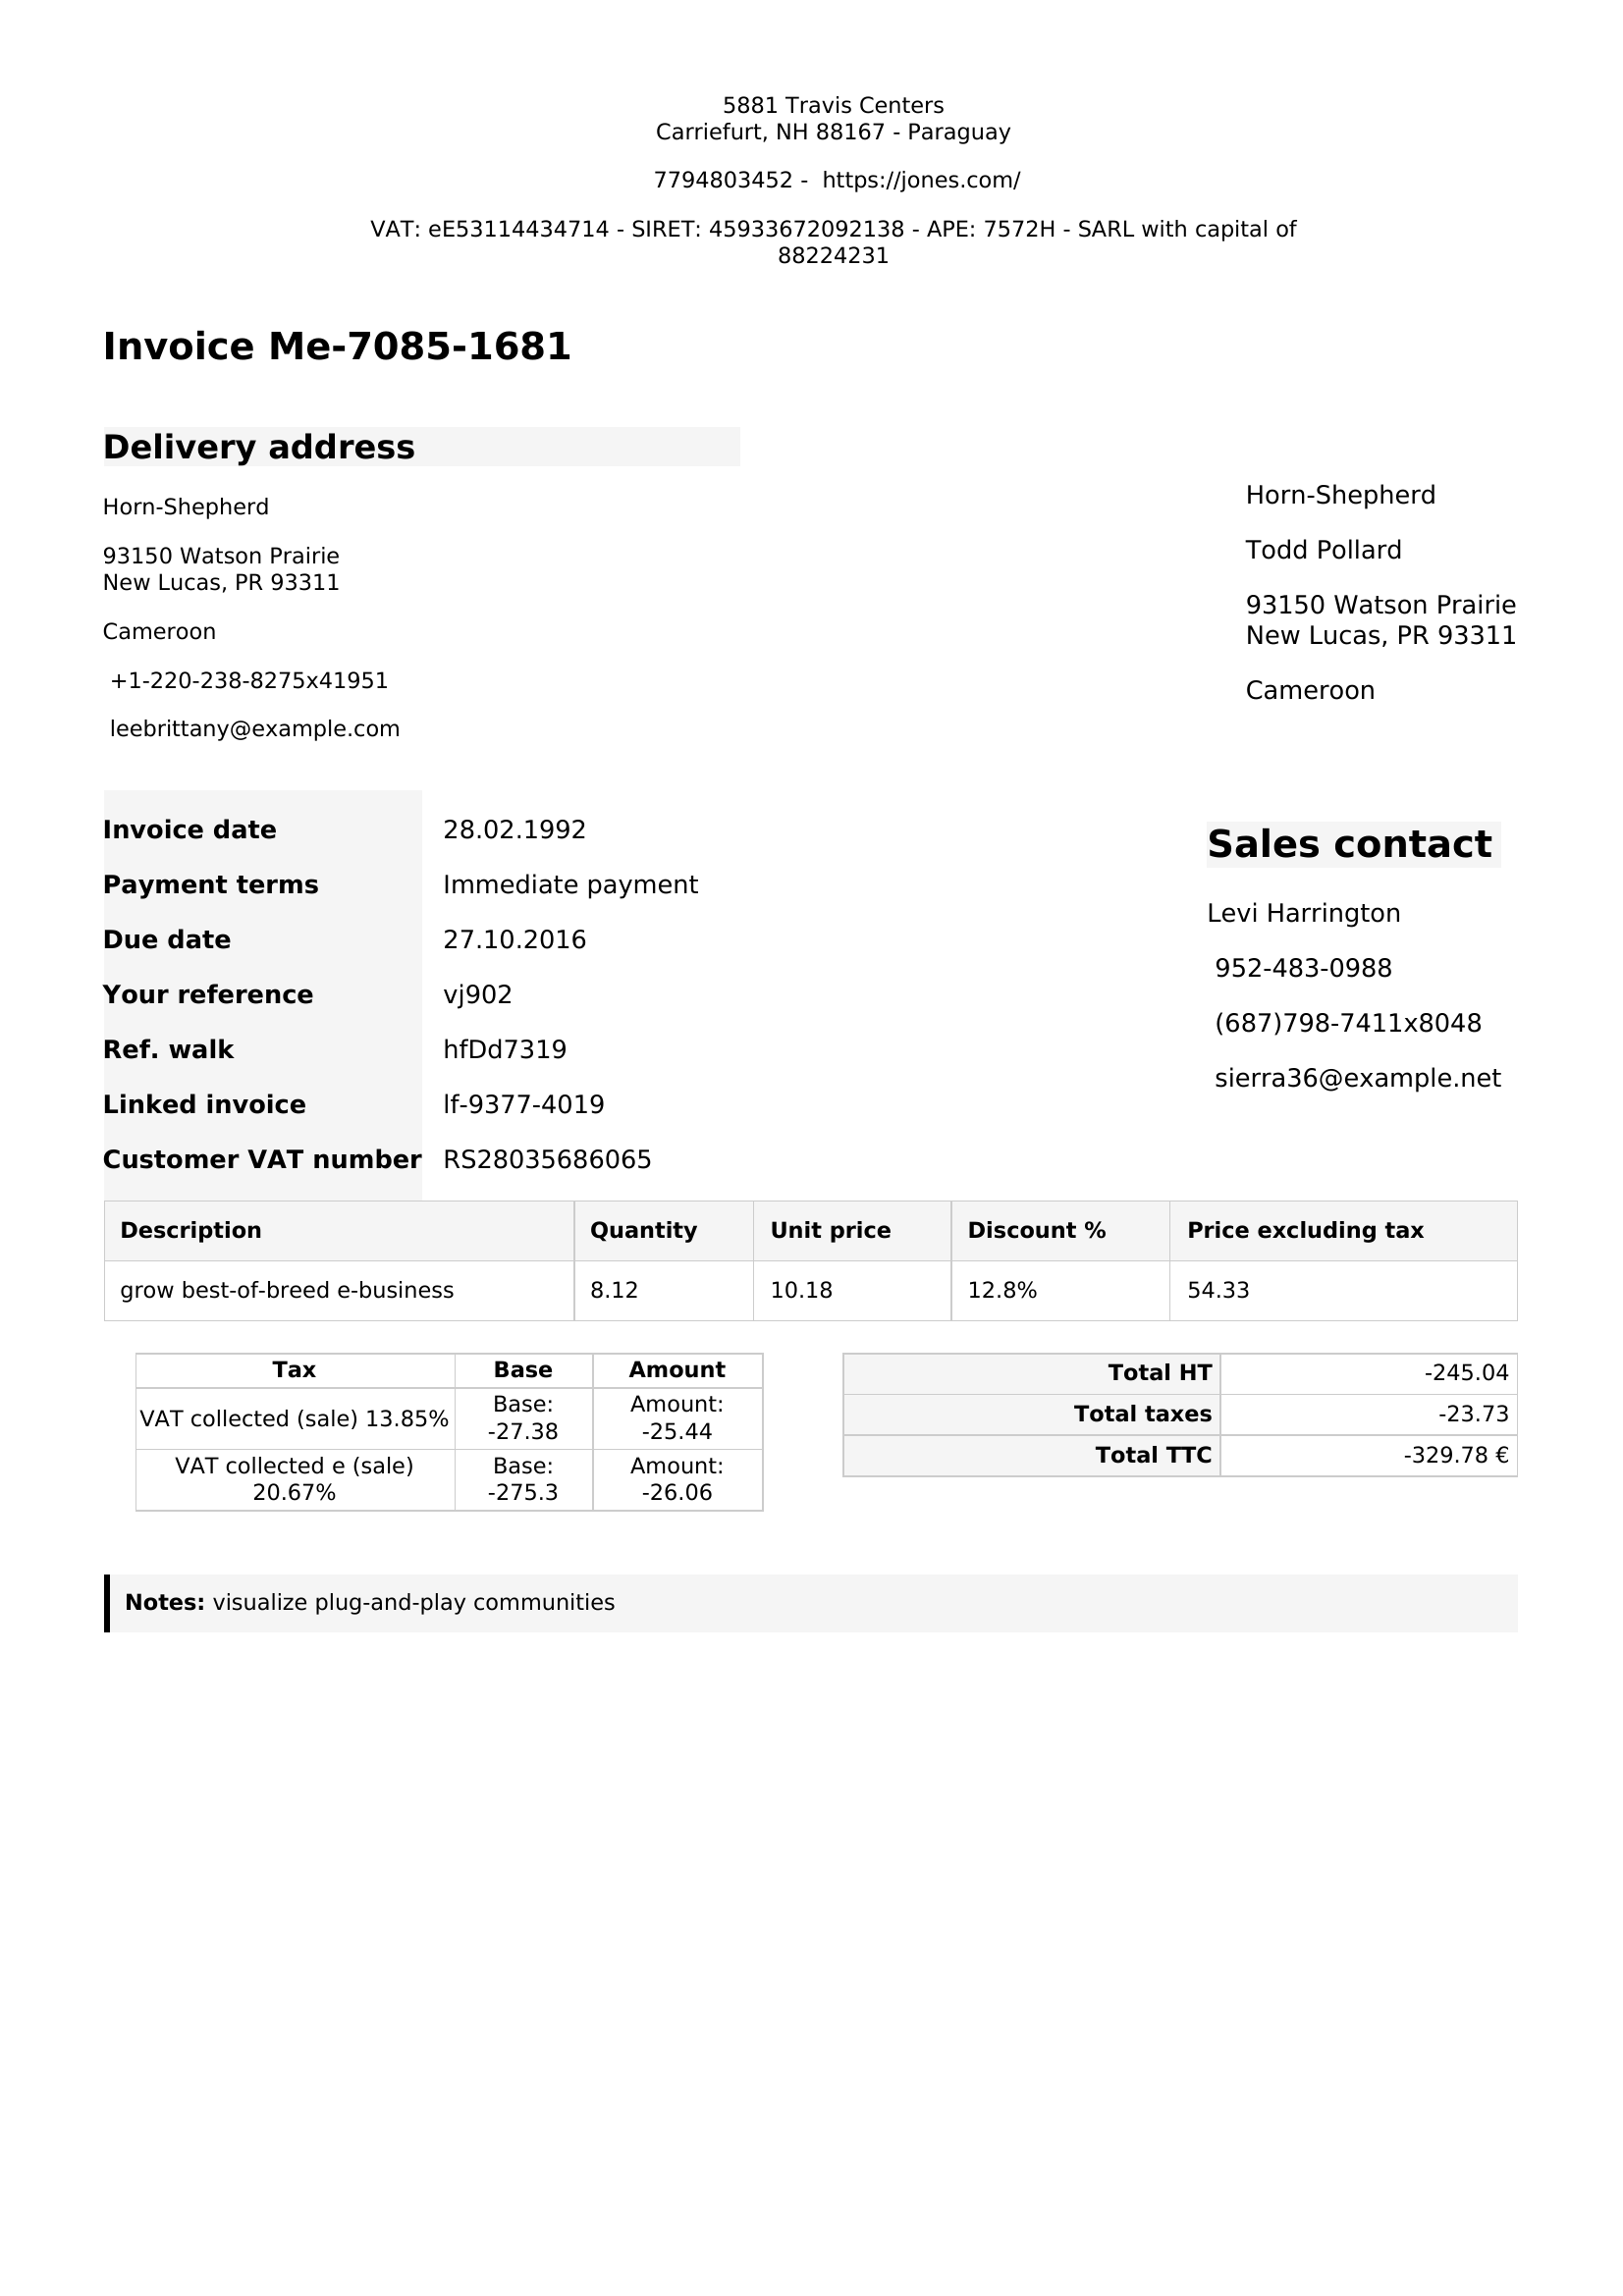 5881 Travis Centers
Carriefurt, NH 88167 - Paraguay
7794803452 - https://jones.com/
VAT: eE53114434714 - SIRET: 45933672092138 - APE: 7572H - SARL with capital of
88224231
Invoice Me-7085-1681
Delivery address
Horn-Shepherd
93150 Watson Prairie
New Lucas, PR 93311
Cameroon
+1-220-238-8275x41951
leebrittany@example.com
Horn-Shepherd
Todd Pollard
93150 Watson Prairie
New Lucas, PR 93311
Cameroon
Invoice date 28.02.1992
Payment terms Immediate payment
Due date 27.10.2016
Your reference vj902
Ref. walk hfDd7319
Linked invoice lf-9377-4019
Customer VAT number RS28035686065
Sales contact
Levi Harrington
952-483-0988
(687)798-7411x8048
sierra36@example.net
Description Quantity Unit price Discount % Price excluding tax
grow best-of-breed e-business 8.12 10.18 12.8% 54.33
Tax Base Amount
VAT collected (sale) 13.85% Base: -27.38 Amount: -25.44
VAT collected e (sale) 20.67% Base: -275.3 Amount: -26.06
Total HT -245.04
Total taxes -23.73
Total TTC -329.78 €
Notes: visualize plug-and-play communities